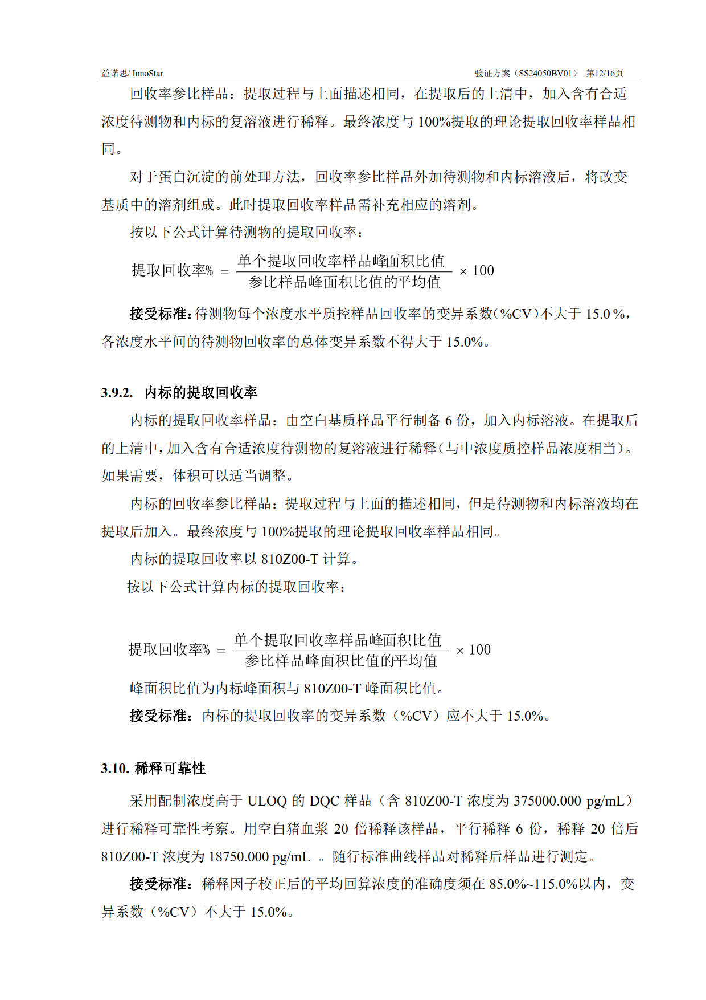 益诺思/ InnoStar 验证方案（SS24050BV01） 第12/16页
回收率参比样品：提取过程与上面描述相同，在提取后的上清中，加入含有合适
浓度待测物和内标的复溶液进行稀释。最终浓度与 100%提取的理论提取回收率样品相
同。
对于蛋白沉淀的前处理方法，回收率参比样品外加待测物和内标溶液后，将改变
基质中的溶剂组成。此时提取回收率样品需补充相应的溶剂。
按以下公式计算待测物的提取回收率：
单个提取回收率样品峰面积比值
提取回收率% = × 100
参比样品峰面积比值的平均值
接受标准：待测物每个浓度水平质控样品回收率的变异系数（%CV）不大于 15.0 %，
各浓度水平间的待测物回收率的总体变异系数不得大于 15.0%。
3.9.2. 内标的提取回收率
内标的提取回收率样品：由空白基质样品平行制备 6 份，加入内标溶液。在提取后
的上清中，加入含有合适浓度待测物的复溶液进行稀释（与中浓度质控样品浓度相当）。
如果需要，体积可以适当调整。
内标的回收率参比样品：提取过程与上面的描述相同，但是待测物和内标溶液均在
提取后加入。最终浓度与 100%提取的理论提取回收率样品相同。
内标的提取回收率以 810Z00-T 计算。
按以下公式计算内标的提取回收率：
单个提取回收率样品峰面积比值
提取回收率% = × 100
参比样品峰面积比值的平均值
峰面积比值为内标峰面积与 810Z00-T 峰面积比值。
接受标准：内标的提取回收率的变异系数（%CV）应不大于 15.0%。
3.10. 稀释可靠性
采用配制浓度高于 ULOQ 的 DQC 样品（含 810Z00-T 浓度为 375000.000 pg/mL）
进行稀释可靠性考察。用空白猪血浆 20 倍稀释该样品，平行稀释 6 份，稀释 20 倍后
810Z00-T 浓度为 18750.000 pg/mL 。随行标准曲线样品对稀释后样品进行测定。
接受标准：稀释因子校正后的平均回算浓度的准确度须在 85.0%~115.0%以内，变
异系数（%CV）不大于 15.0%。